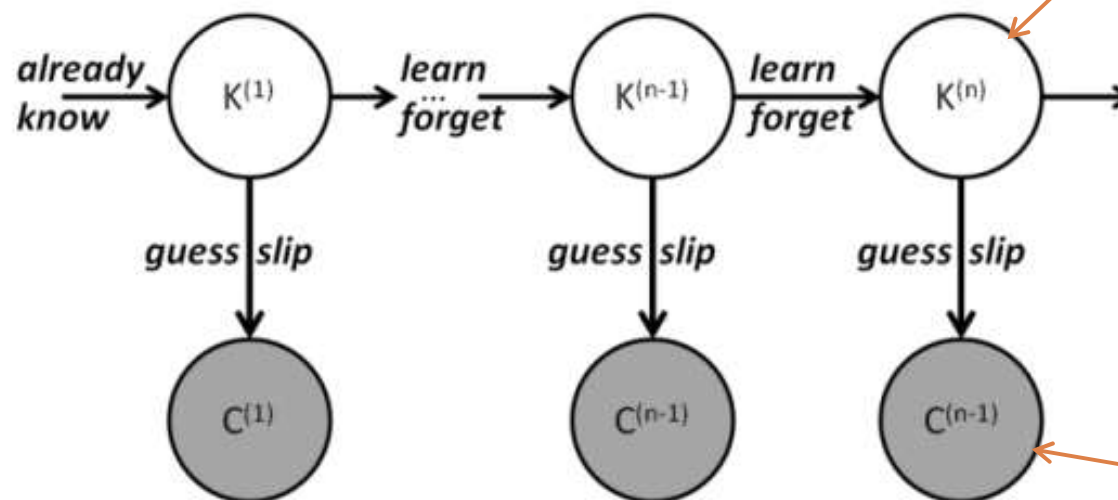 already
know
K(1)
learn
...
forget
K(n-1)
learn
forget
K(n)
guess slip
guess slip
guess slip
C(1)
C(n-1)
C(n-1)